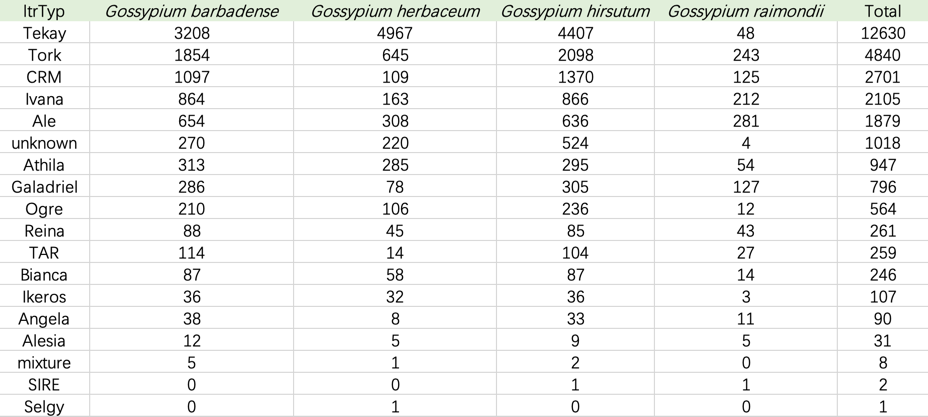 ltrTyp Gossypium barbadense Gossypium herbaceum Gossypium hirsutum Gossypium raimondii Total
Tekay 3208 4967 4407 48 12630
Tork 1854 645 2098 243 4840
CRM 1097 109 1370 125 2701
Ivana 864 163 866 212 2105
Ale 654 308 636 281 1879
unknown 270 220 524 4 1018
Athila 313 285 295 54 947
Galadriel 286 78 305 127 796
Ogre 210 106 236 12 564
Reina 88 45 85 43 261
TAR 114 14 104 27 259
Bianca 87 58 87 14 246
Ikeros 36 32 36 3 107
Angela 38 8 33 11 90
Alesia 12 5 9 5 31
mixture 5 1 2 0 8
SIRE 0 0 1 1 2
Selgy 0 1 0 0 1